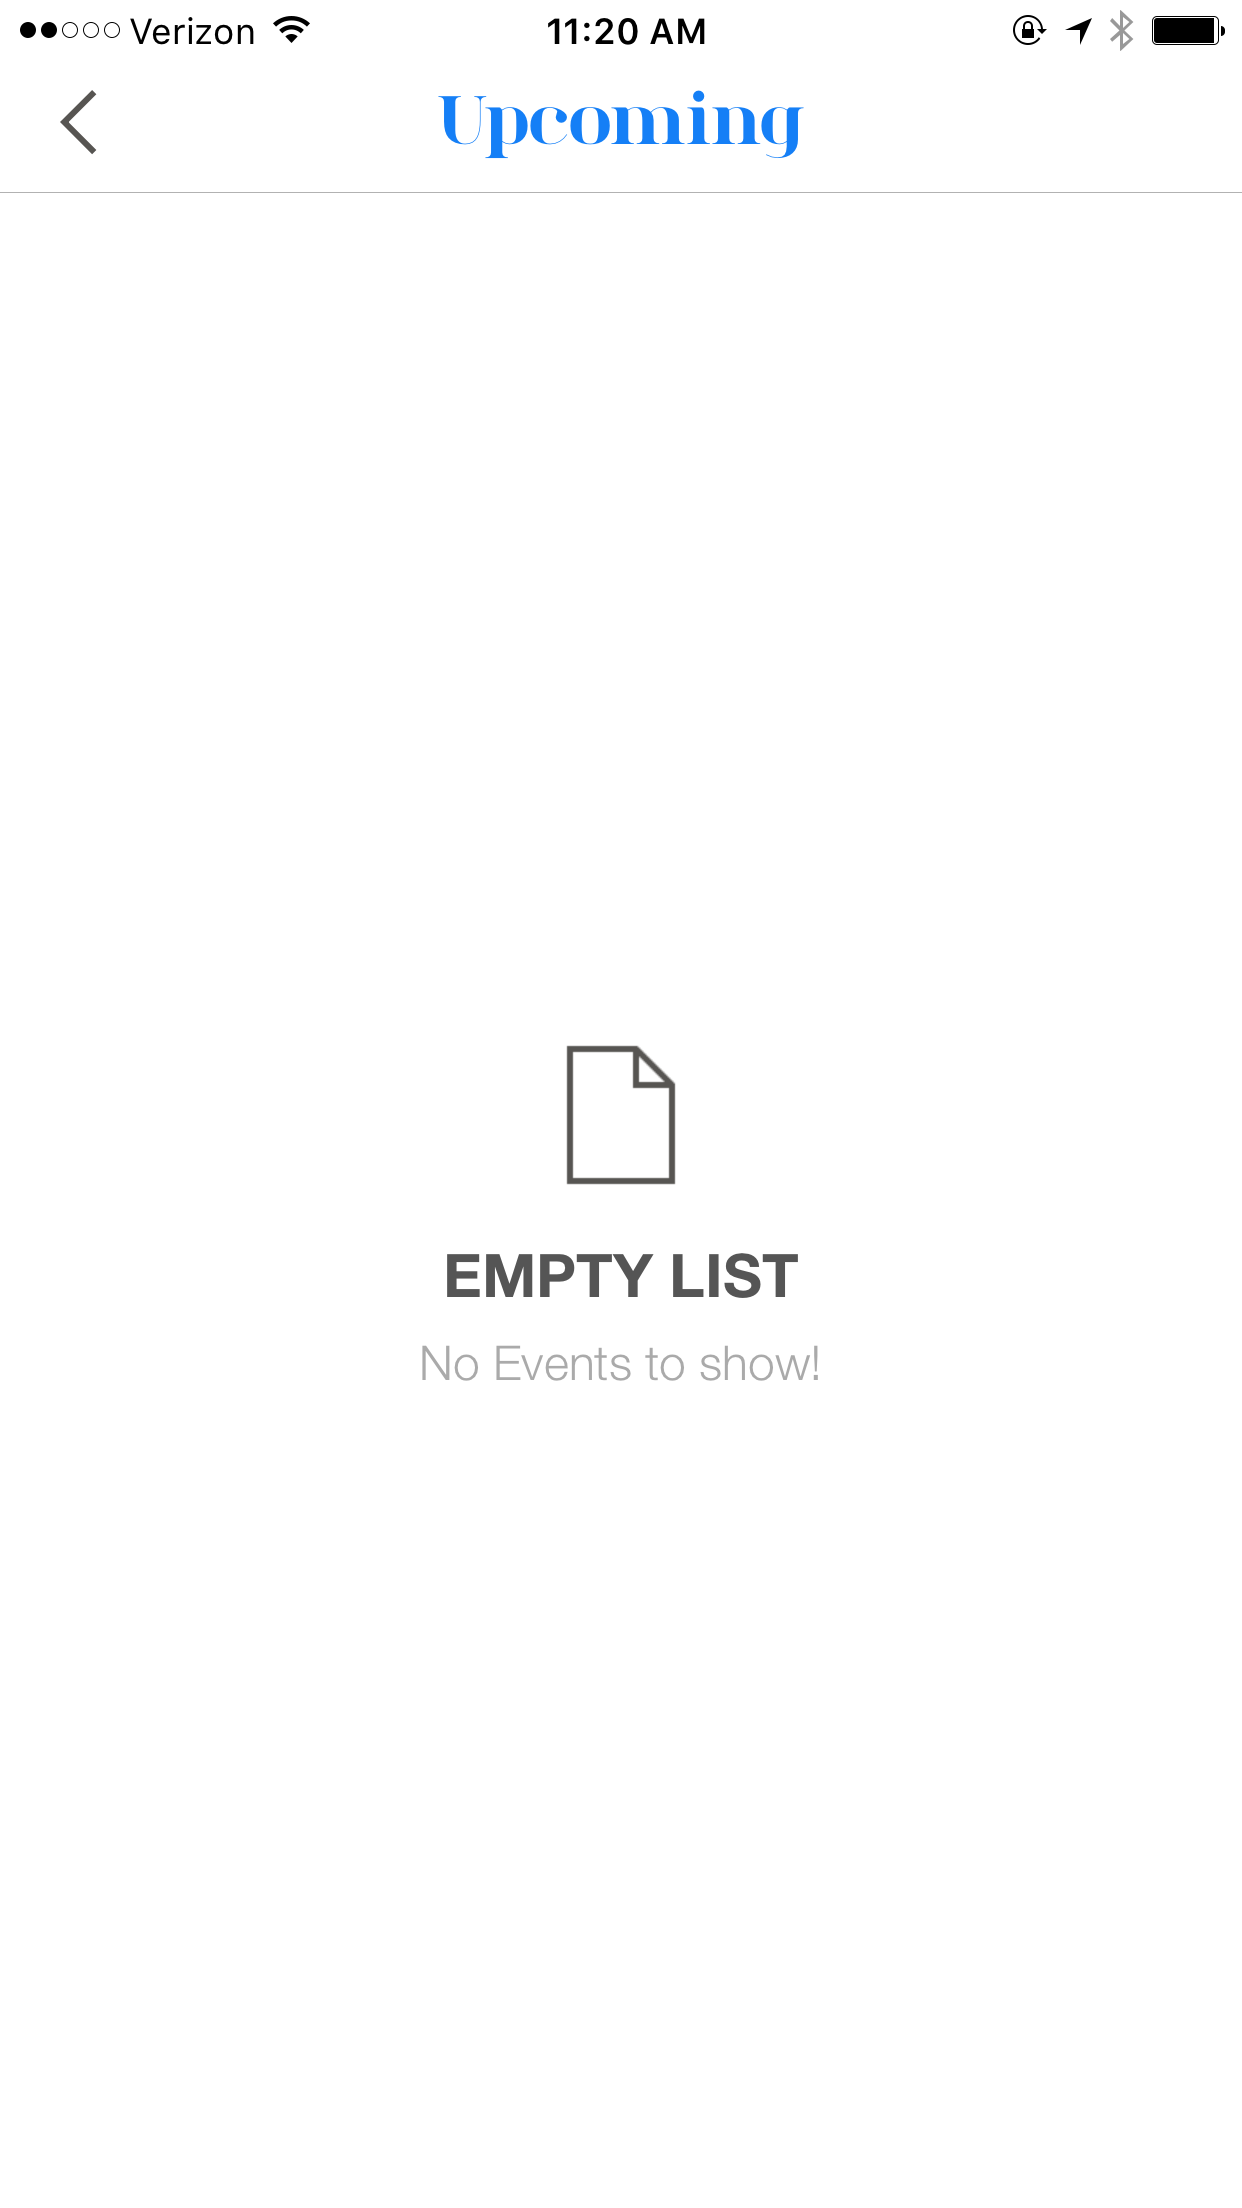 Verizon 11:20 AM
Upcoming
EMPTY LIST
No Events to show!